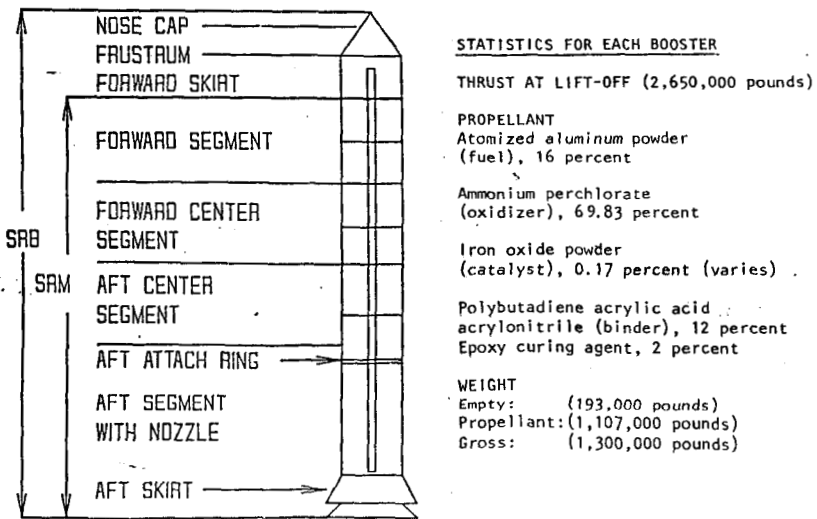 NOSE CAP
FRUSTRUM
FORWARD SKIRT
FORWARD SEGMENT
FORWARD CENTER
SEGMENT
SRB
SRM
AFT CENTER
SEGMENT
AFT ATTACH RING
AFT SEGMENT
WITH NOZZLE
AFT SKIRT
STATISTICS FOR EACH BOOSTER
THRUST AT LIFT-OFF (2,650,000 pounds)
PROPELLANT
Atomized aluminum powder
(fuel), 16 percent
Ammonium perchlorate
(oxidizer), 69.83 percent
Iron oxide powder
(catalyst), 0.17 percent (varies)
Polybutadiene acrylic acid
acrylonitrile (binder), 12 percent
Epoxy curing agent, 2 percent
WEIGHT
Empty: (193,000 pounds)
Propellant: (1,107,000 pounds)
Gross: (1,300,000 pounds)